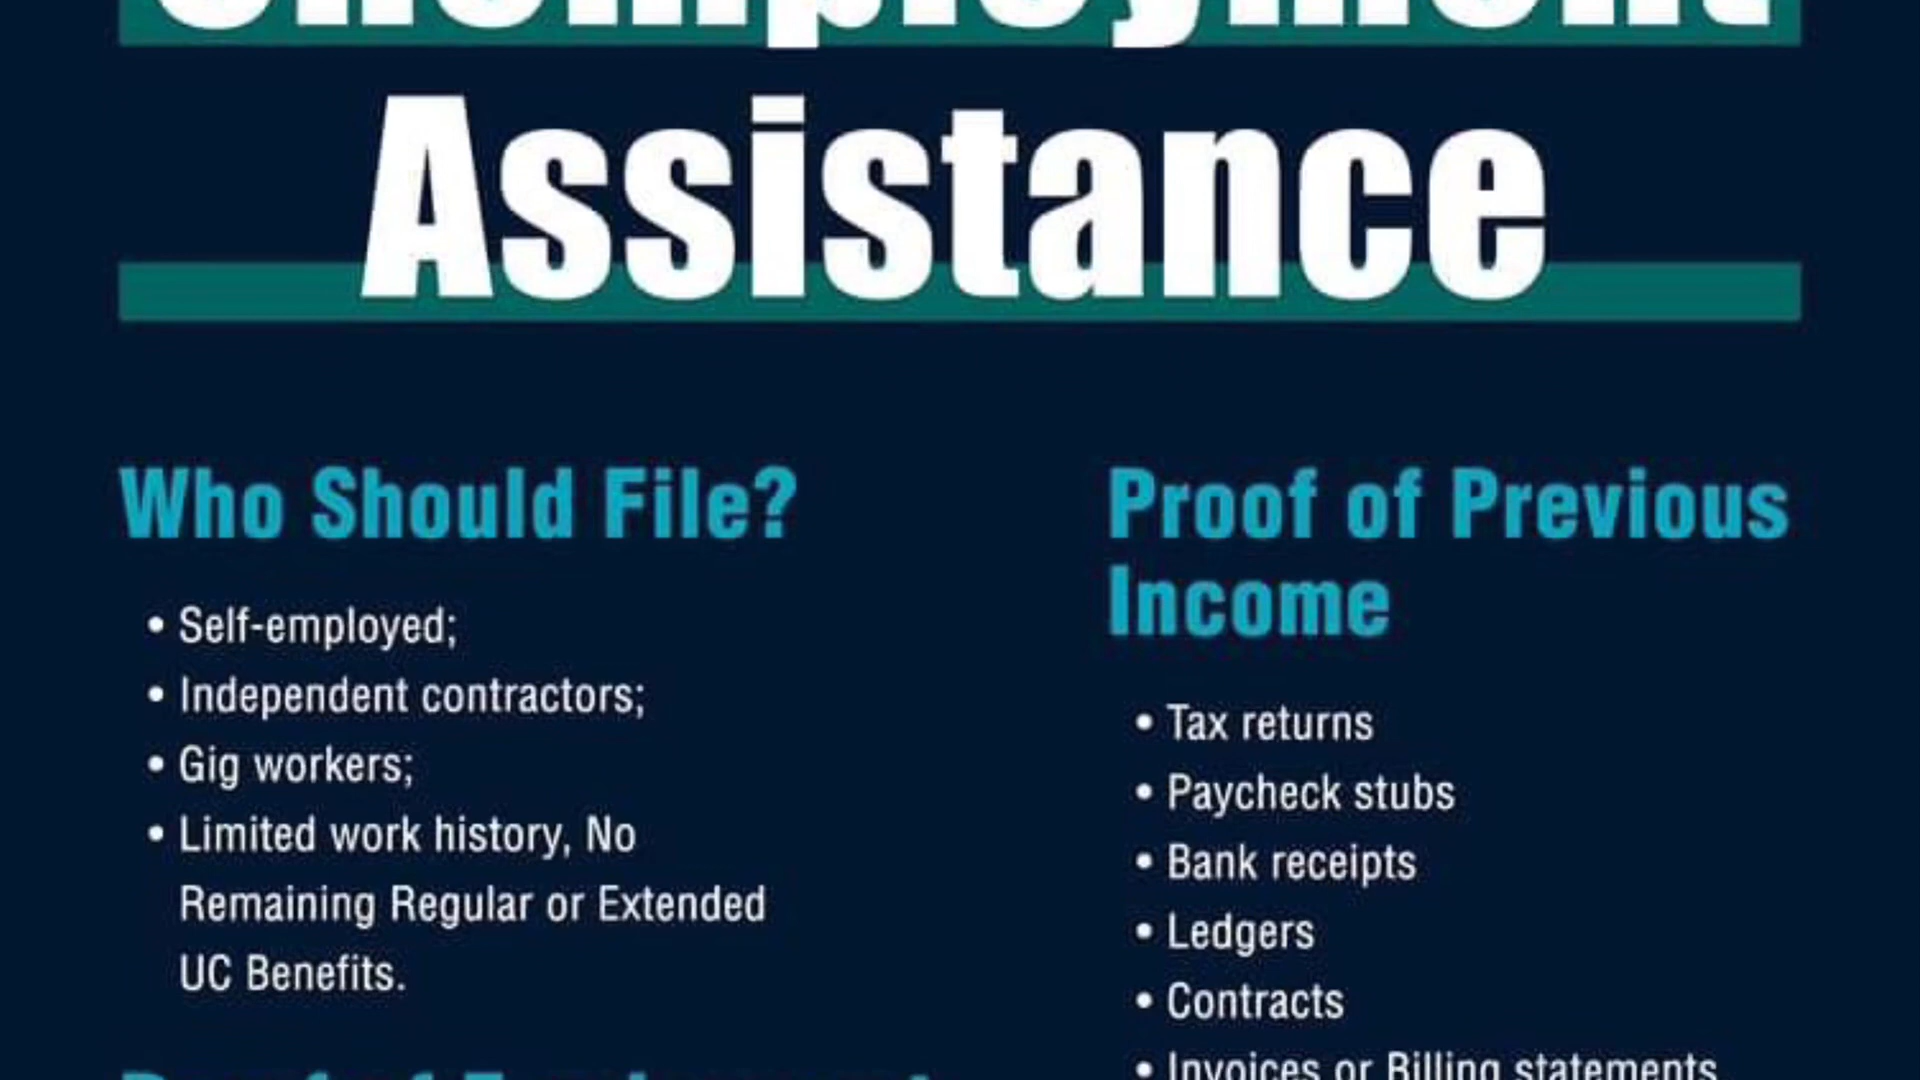 Unemployment
Assistance
Who Should File?
• Self-employed;
• Independent contractors;
• Gig workers;
• Limited work history, No
Remaining Regular or Extended
UC Benefits.
Proof of Previous
Income
• Tax returns
• Paycheck stubs
• Bank receipts
• Ledgers
• Contracts
• Invoices or Billing statements